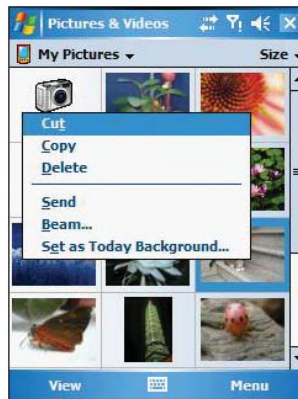 Pictures & Videos
My Pictures Size
Cut
Copy
Delete
Send
Beam...
Set as Today Background...
View Menu